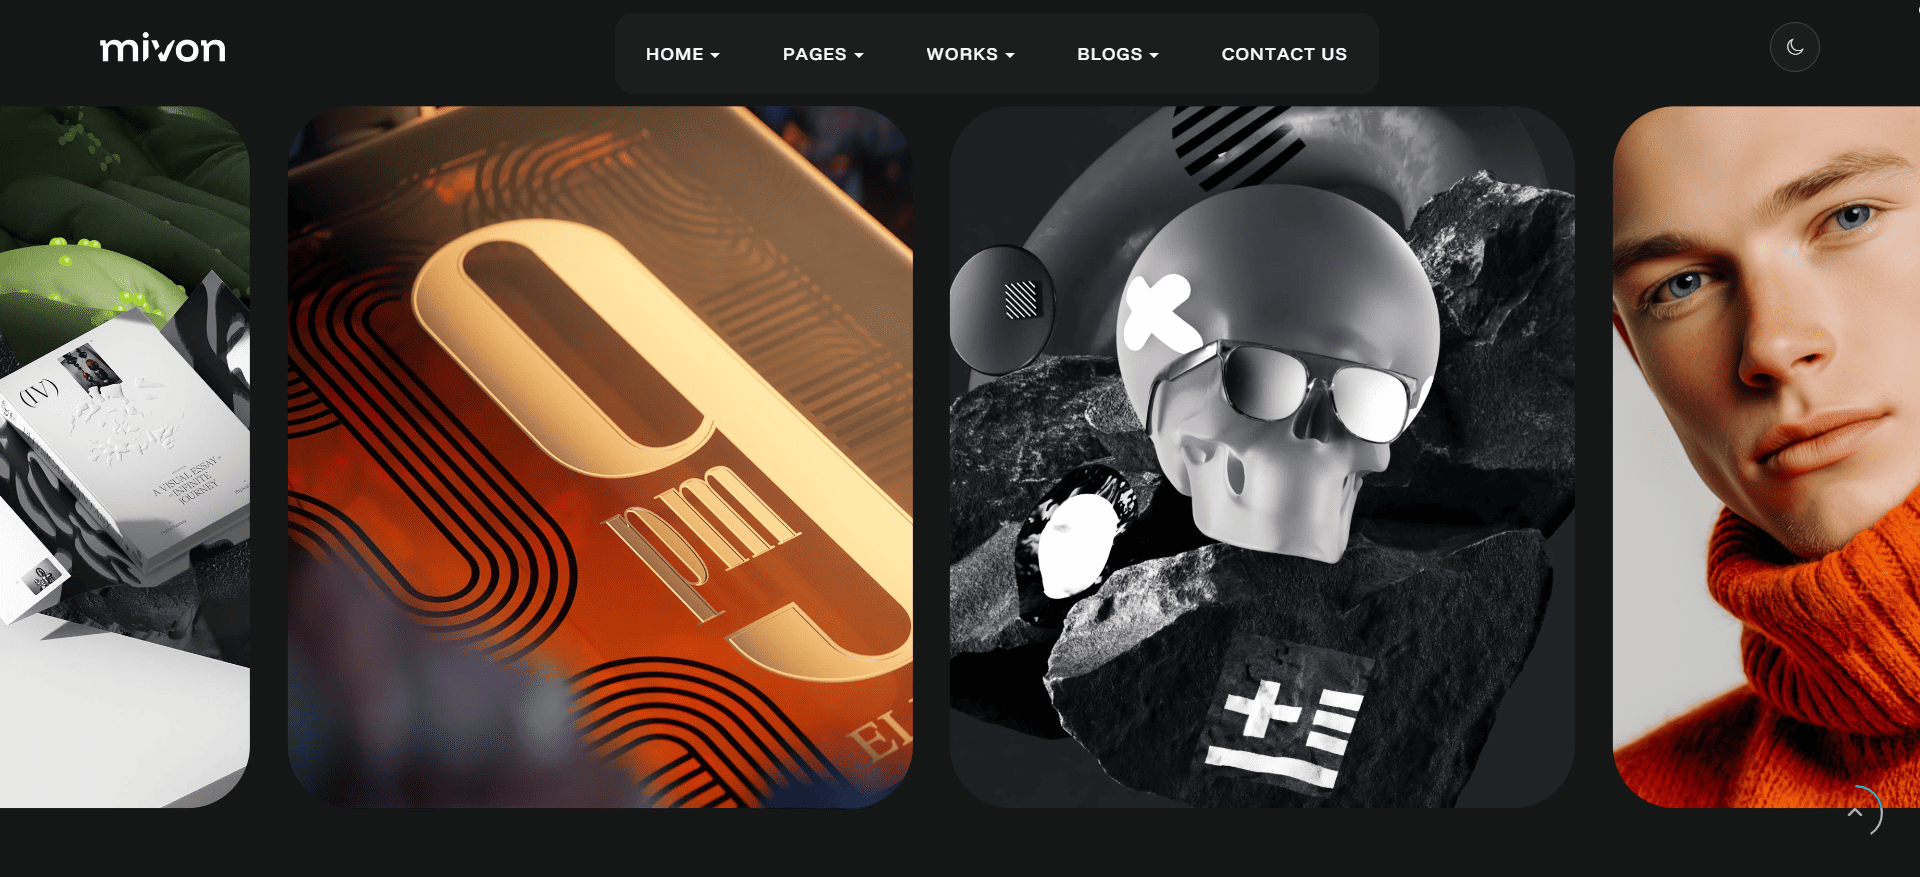 mivon
HOME
PAGES
WORKS
BLOGS
CONTACT US
(IV)
A VISUAL ESSAY
INFINITE
JOURNEY
9
pm
EL